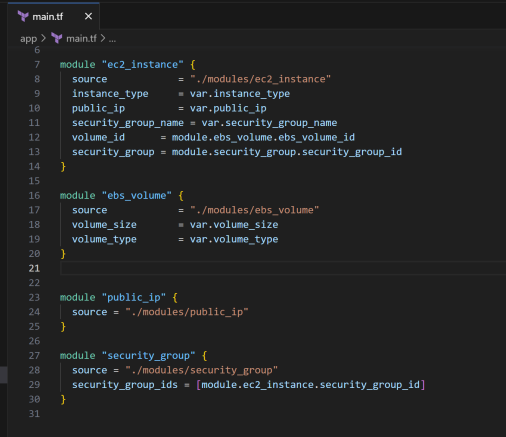 main.tf ×
app > main.tf > ...
6
7 module "ec2_instance" {
8   source            = "./modules/ec2_instance"
9   instance_type     = var.instance_type
10   public_ip         = var.public_ip
11   security_group_name = var.security_group_name
12   volume_id      = module.ebs_volume.ebs_volume_id
13   security_group = module.security_group.security_group_id
14 }
15
16 module "ebs_volume" {
17   source            = "./modules/ebs_volume"
18   volume_size       = var.volume_size
19   volume_type       = var.volume_type
20 }
21
22
23 module "public_ip" {
24   source = "./modules/public_ip"
25 }
26
27 module "security_group" {
28   source = "./modules/security_group"
29   security_group_ids = [module.ec2_instance.security_group_id]
30 }
31